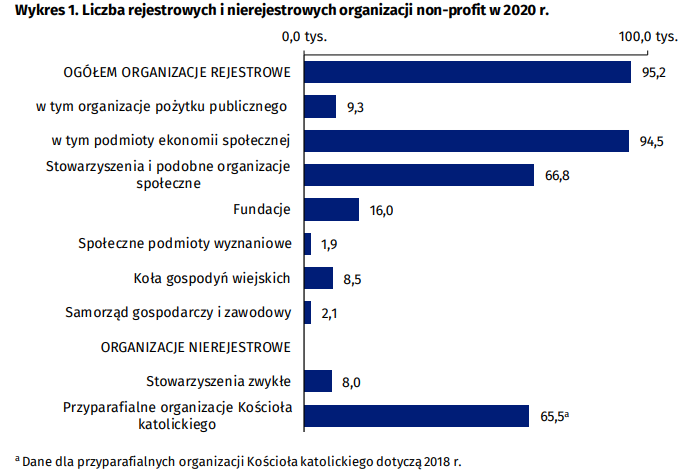 Wykres 1. Liczba rejestrowych i nierejestrowych organizacji non-profit w 2020 r.
0,0 tys. 100,0 tys.
OGÓŁEM ORGANIZACJE REJESTROWE 95,2
w tym organizacje pożytku publicznego 9,3
w tym podmioty ekonomii społecznej 94,5
Stowarzyszenia i podobne organizacje
społeczne 66,8
Fundacje 16,0
Społeczne podmioty wyznaniowe 1,9
Koła gospodyń wiejskich 8,5
Samorząd gospodarczy i zawodowy 2,1
ORGANIZACJE NIEREJESTROWE
Stowarzyszenia zwykłe 8,0
Przyparafialne organizacje Kościoła
katolickiego 65,5ᵃ
ᵃ Dane dla przyparafialnych organizacji Kościoła katolickiego dotyczą 2018 r.